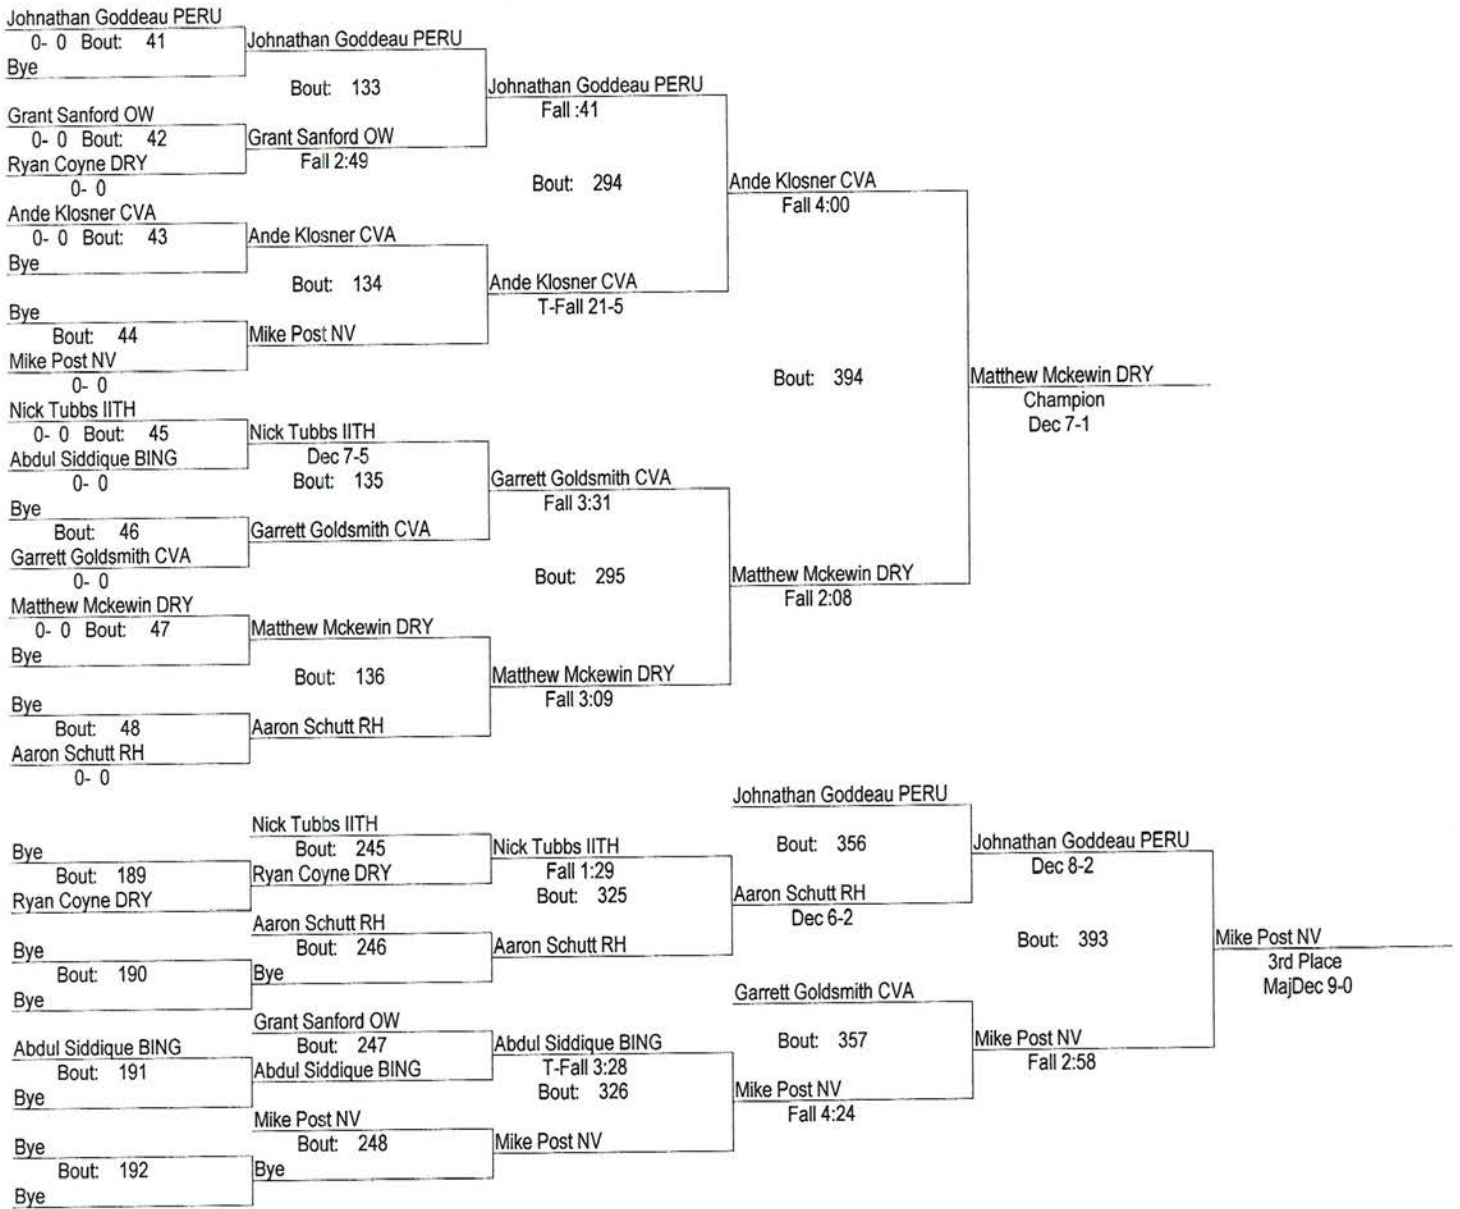 Johnathan Goddeau PERU
0- 0 Bout: 41
Bye
Johnathan Goddeau PERU
Bout: 133
Grant Sanford OW
0- 0 Bout: 42
Ryan Coyne DRY
0- 0
Grant Sanford OW
Fall 2:49
Johnathan Goddeau PERU
Fall :41
Bout: 294
Ande Klosner CVA
0- 0 Bout: 43
Bye
Ande Klosner CVA
Bout: 134
Bye
Bout: 44
Mike Post NV
0- 0
Mike Post NV
Ande Klosner CVA
T-Fall 21-5
Ande Klosner CVA
Fall 4:00
Bout: 394
Nick Tubbs IITH
0- 0 Bout: 45
Abdul Siddique BING
0- 0
Nick Tubbs IITH
Dec 7-5
Bout: 135
Bye
Bout: 46
Garrett Goldsmith CVA
0- 0
Garrett Goldsmith CVA
Garrett Goldsmith CVA
Fall 3:31
Bout: 295
Matthew Mckewin DRY
0- 0 Bout: 47
Bye
Matthew Mckewin DRY
Bout: 136
Bye
Bout: 48
Aaron Schutt RH
0- 0
Aaron Schutt RH
Matthew Mckewin DRY
Fall 3:09
Matthew Mckewin DRY
Fall 2:08
Matthew Mckewin DRY
Champion
Dec 7-1
Bye
Bout: 189
Ryan Coyne DRY
Nick Tubbs IITH
Bout: 245
Ryan Coyne DRY
Nick Tubbs IITH
Fall 1:29
Bout: 325
Bye
Bout: 190
Bye
Aaron Schutt RH
Bout: 246
Bye
Aaron Schutt RH
Johnathan Goddeau PERU
Bout: 356
Aaron Schutt RH
Dec 6-2
Johnathan Goddeau PERU
Dec 8-2
Bout: 393
Abdul Siddique BING
Bout: 191
Bye
Grant Sanford OW
Bout: 247
Abdul Siddique BING
Abdul Siddique BING
T-Fall 3:28
Bout: 326
Bye
Bout: 192
Bye
Mike Post NV
Bout: 248
Bye
Mike Post NV
Garrett Goldsmith CVA
Bout: 357
Mike Post NV
Fall 4:24
Mike Post NV
Fall 2:58
Mike Post NV
3rd Place
MajDec 9-0